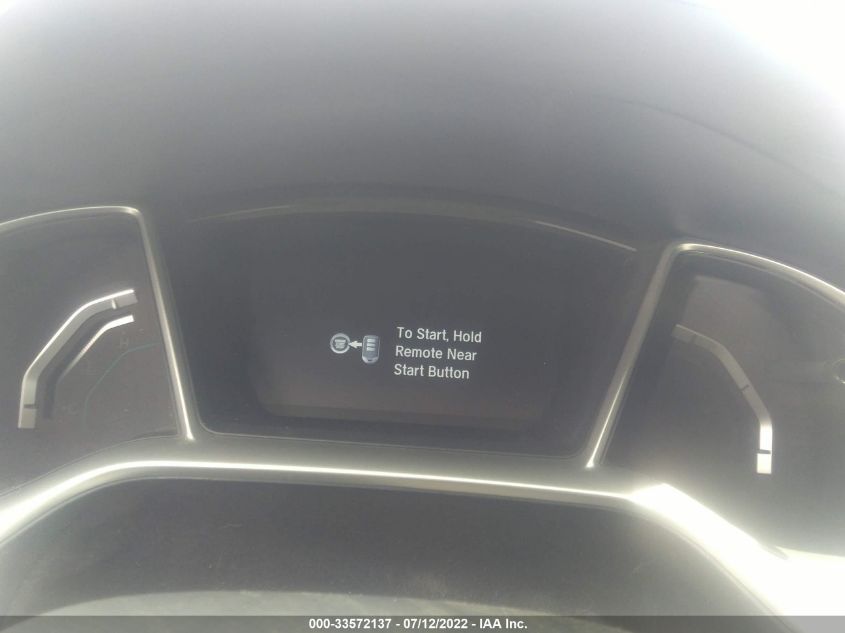 To Start, Hold
Remote Near
Start Button
H
C
000-33572137 - 07/12/2022 - IAA Inc.